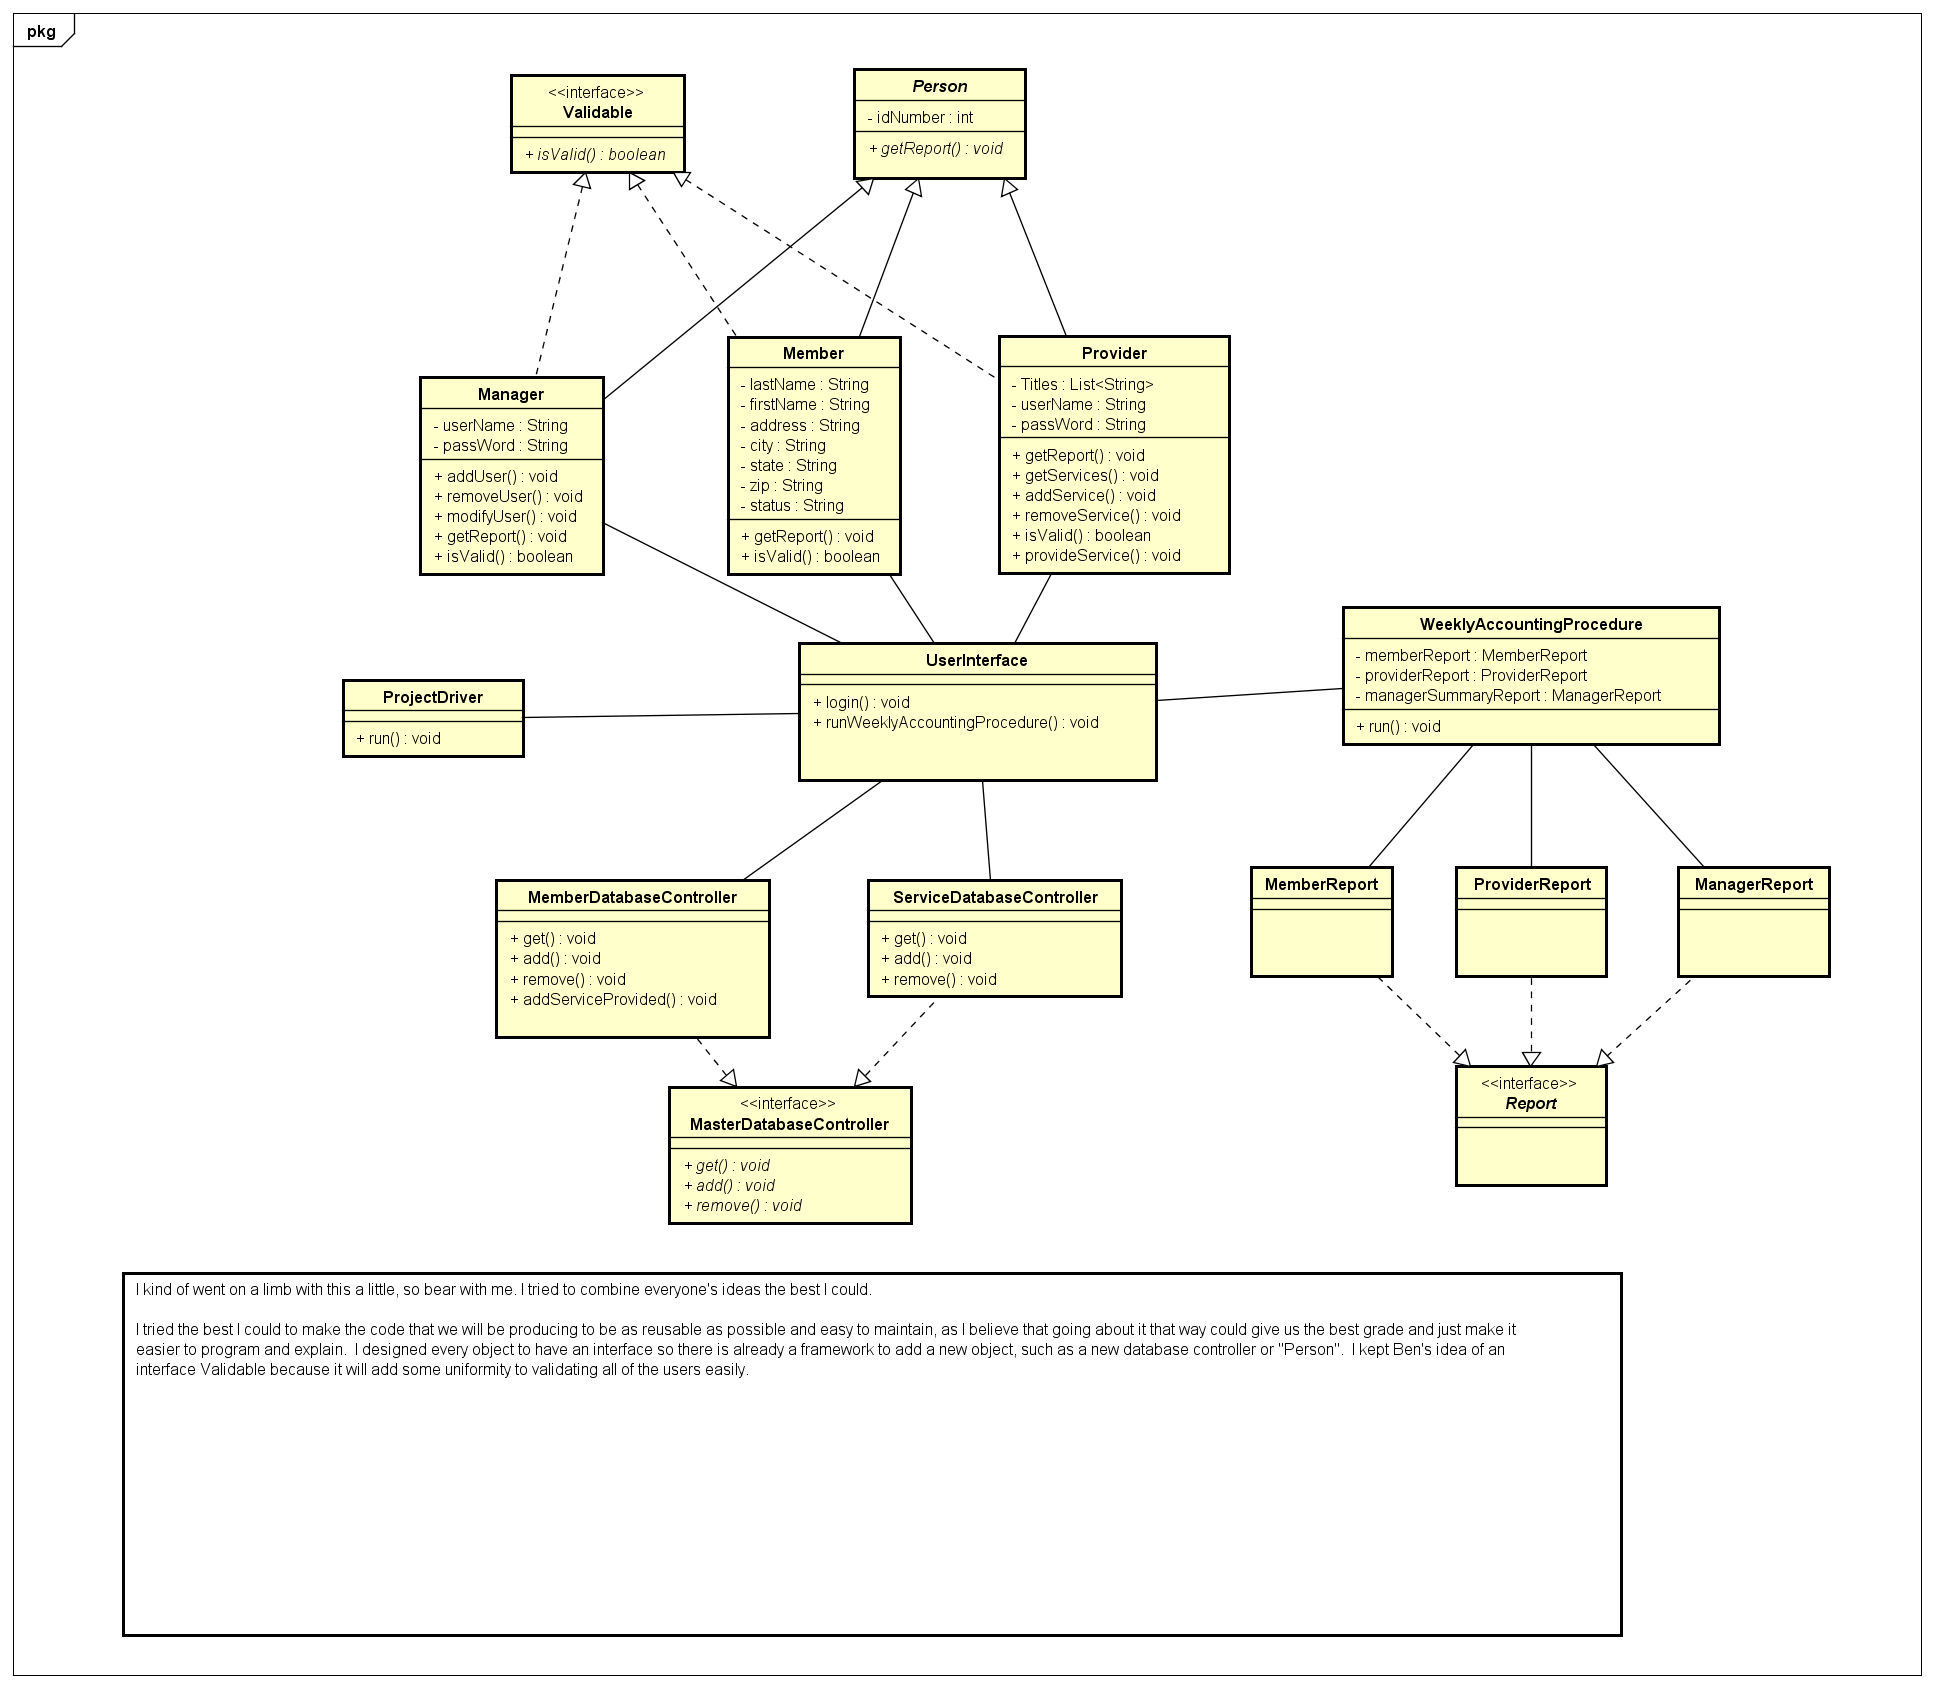 pkg
<<interface>>
Validable
+ isValid() : boolean
Person
- idNumber : int
+ getReport() : void
Manager
- userName : String
- passWord : String
+ addUser() : void
+ removeUser() : void
+ modifyUser() : void
+ getReport() : void
+ isValid() : boolean
Member
- lastName : String
- firstName : String
- address : String
- city : String
- state : String
- zip : String
- status : String
+ getReport() : void
+ isValid() : boolean
Provider
- Titles : List<String>
- userName : String
- passWord : String
+ getReport() : void
+ getServices() : void
+ addService() : void
+ removeService() : void
+ isValid() : boolean
+ provideService() : void
ProjectDriver
+ run() : void
UserInterface
+ login() : void
+ runWeeklyAccountingProcedure() : void
WeeklyAccountingProcedure
- memberReport : MemberReport
- providerReport : ProviderReport
- managerSummaryReport : ManagerReport
+ run() : void
MemberDatabaseController
+ get() : void
+ add() : void
+ remove() : void
+ addServiceProvided() : void
ServiceDatabaseController
+ get() : void
+ add() : void
+ remove() : void
MemberReport
ProviderReport
ManagerReport
<<interface>>
MasterDatabaseController
+ get() : void
+ add() : void
+ remove() : void
<<interface>>
Report
I kind of went on a limb with this a little, so bear with me. I tried to combine everyone's ideas the best I could.
I tried the best I could to make the code that we will be producing to be as reusable as possible and easy to maintain, as I believe that going about it that way could give us the best grade and just make it
easier to program and explain.  I designed every object to have an interface so there is already a framework to add a new object, such as a new database controller or "Person".  I kept Ben's idea of an
interface Validable because it will add some uniformity to validating all of the users easily.